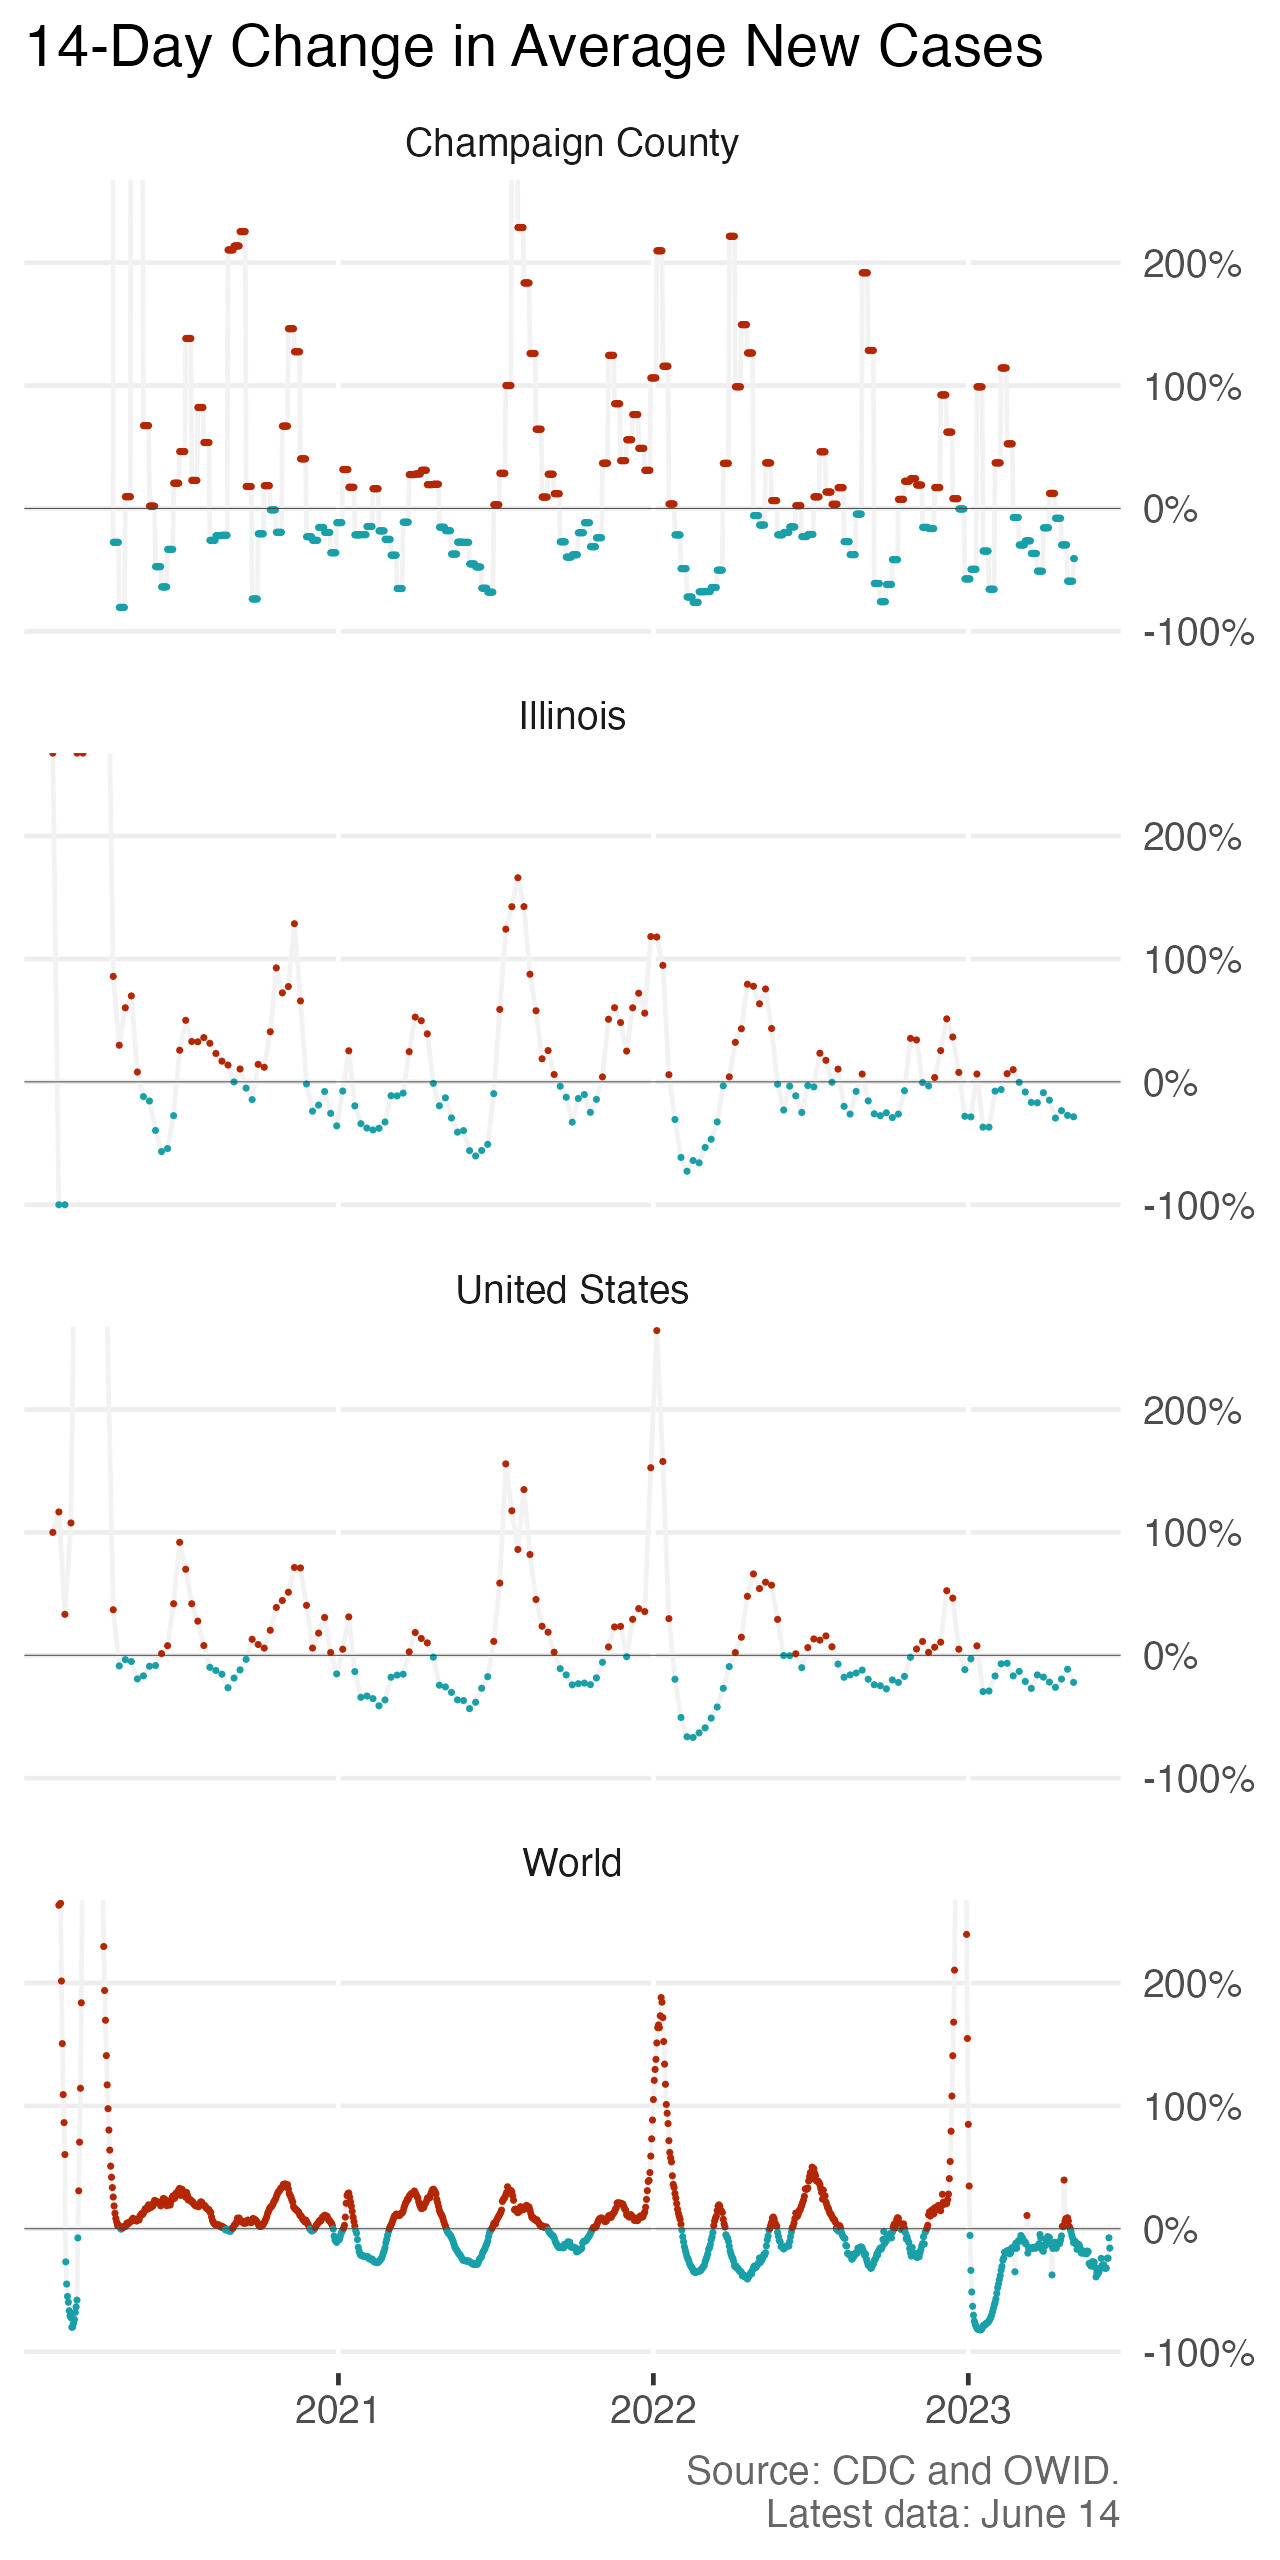 14-Day Change in Average New Cases
Champaign County
200%
100%
0%
-100%
Illinois
200%
100%
0%
-100%
United States
200%
100%
0%
-100%
World
200%
100%
0%
-100%
2021 2022 2023
Source: CDC and OWID.
Latest data: June 14